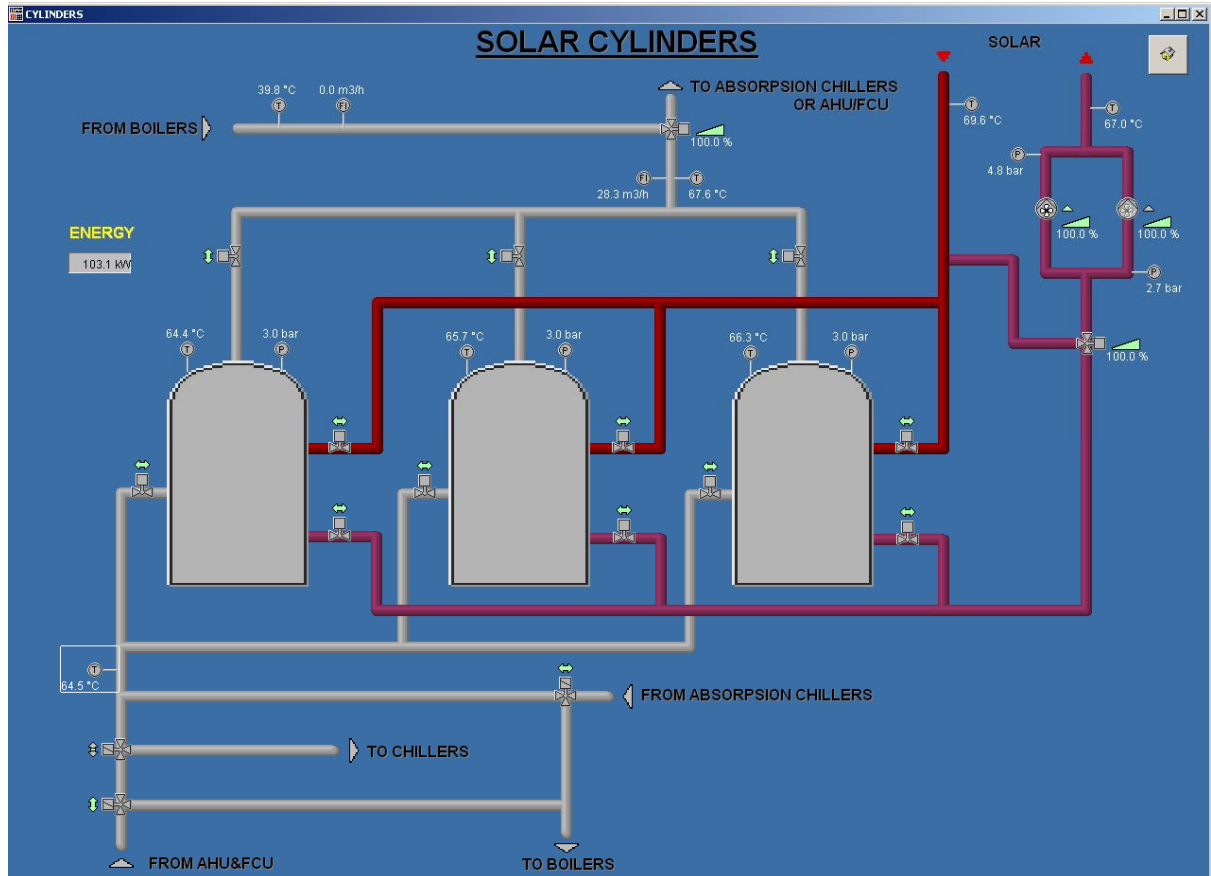 CYLINDERS
SOLAR CYLINDERS
SOLAR
39.8 °C
0.0 m3/h
TO ABSORPSION CHILLERS
OR AHU/FCU
FROM BOILERS
100.0 %
69.6 °C
67.0 °C
4.8 bar
28.3 m3/h
67.6 °C
ENERGY
103.1 kW
100.0 %
100.0 %
2.7 bar
64.4 °C
3.0 bar
65.7 °C
3.0 bar
66.3 °C
3.0 bar
100.0 %
64.5 °C
FROM ABSORPSION CHILLERS
TO CHILLERS
FROM AHU&FCU
TO BOILERS
T
FI
FI
T
T
T
P
P
T
P
T
P
T
P
T